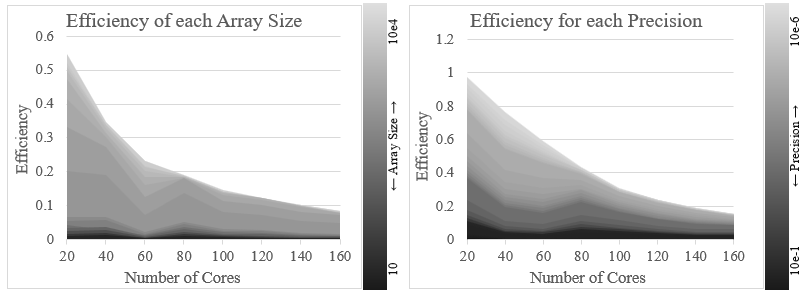 Efficiency of each Array Size
0.6
0.5
0.4
0.3
0.2
0.1
0
Efficiency
20 40 60 80 100 120 140 160
Number of Cores
10e4
← Array Size →
10
Efficiency for each Precision
1.2
1
0.8
0.6
0.4
0.2
0
Efficiency
20 40 60 80 100 120 140 160
Number of Cores
10e-6
← Precision →
10e-1